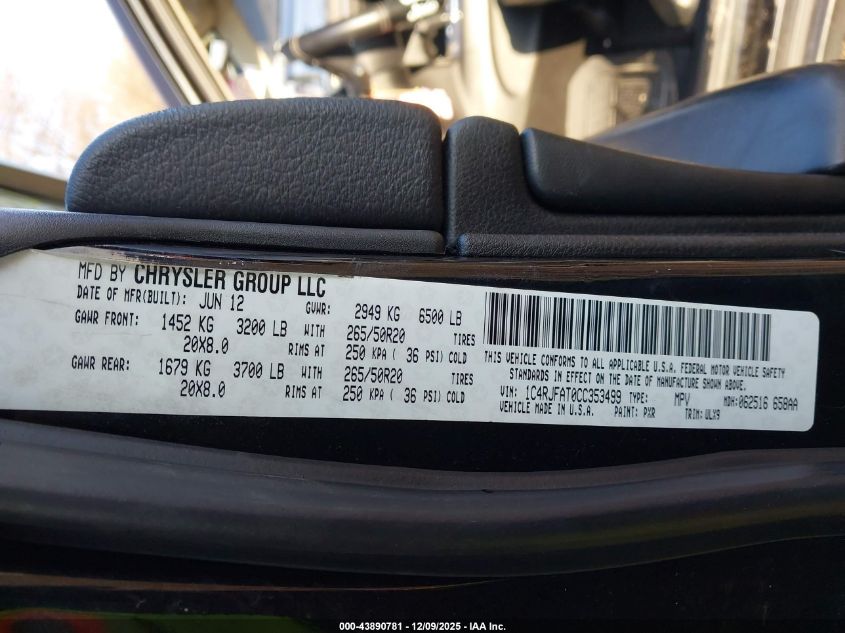 MFD BY CHRYSLER GROUP LLC
DATE OF MFR(BUILT): JUN 12 GVWR: 2949 KG 6500 LB
GAWR FRONT: 1452 KG 3200 LB WITH 265/50R20 TIRES
20X8.0 RIMS AT 250 KPA ( 36 PSI) COLD
GAWR REAR: 1679 KG 3700 LB WITH 265/50R20 TIRES
20X8.0 RIMS AT 250 KPA ( 36 PSI) COLD
THIS VEHICLE CONFORMS TO ALL APPLICABLE U.S.A. FEDERAL MOTOR VEHICLE SAFETY
STANDARDS IN EFFECT ON THE DATE OF MANUFACTURE SHOWN ABOVE.
VIN: 1C4RJFAT0CC353499 TYPE: MPV MDH: 062516 658AA
VEHICLE MADE IN U.S.A. PAINT: PXR TRIM: ULX9
000-43890781 - 12/09/2025 - IAA Inc.